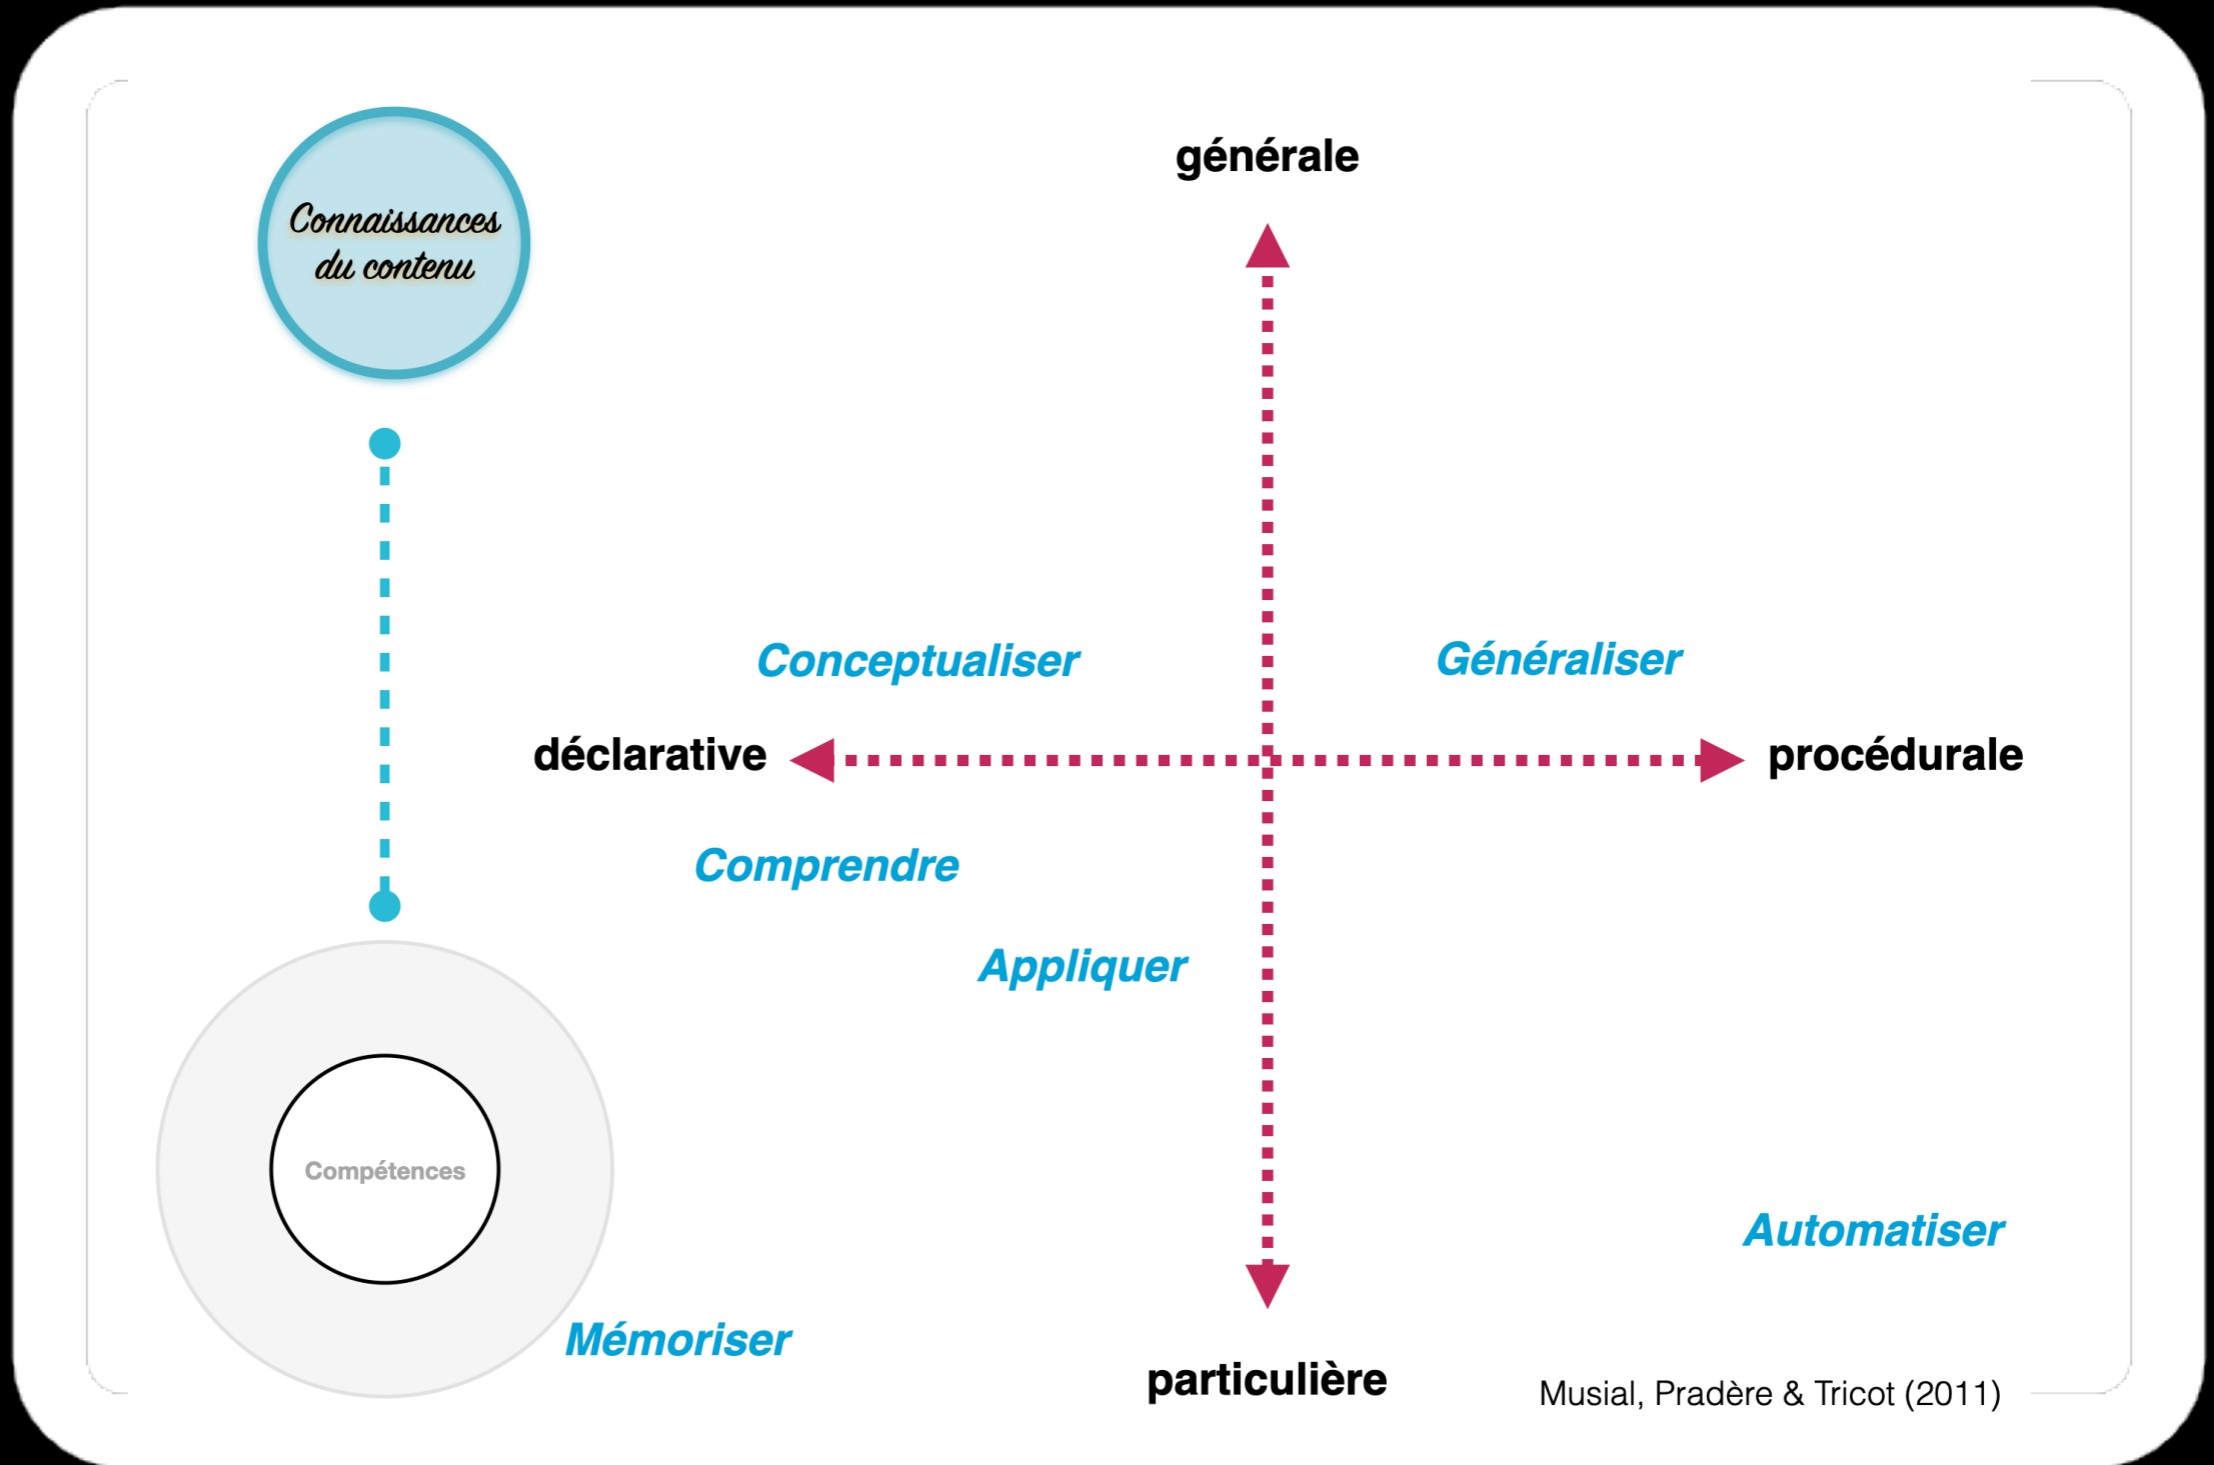 Connaissances
du contenu
générale
Conceptualiser
Généraliser
déclarative
procédurale
Comprendre
Appliquer
Compétences
Automatiser
Mémoriser
particulière
Musial, Pradère & Tricot (2011)